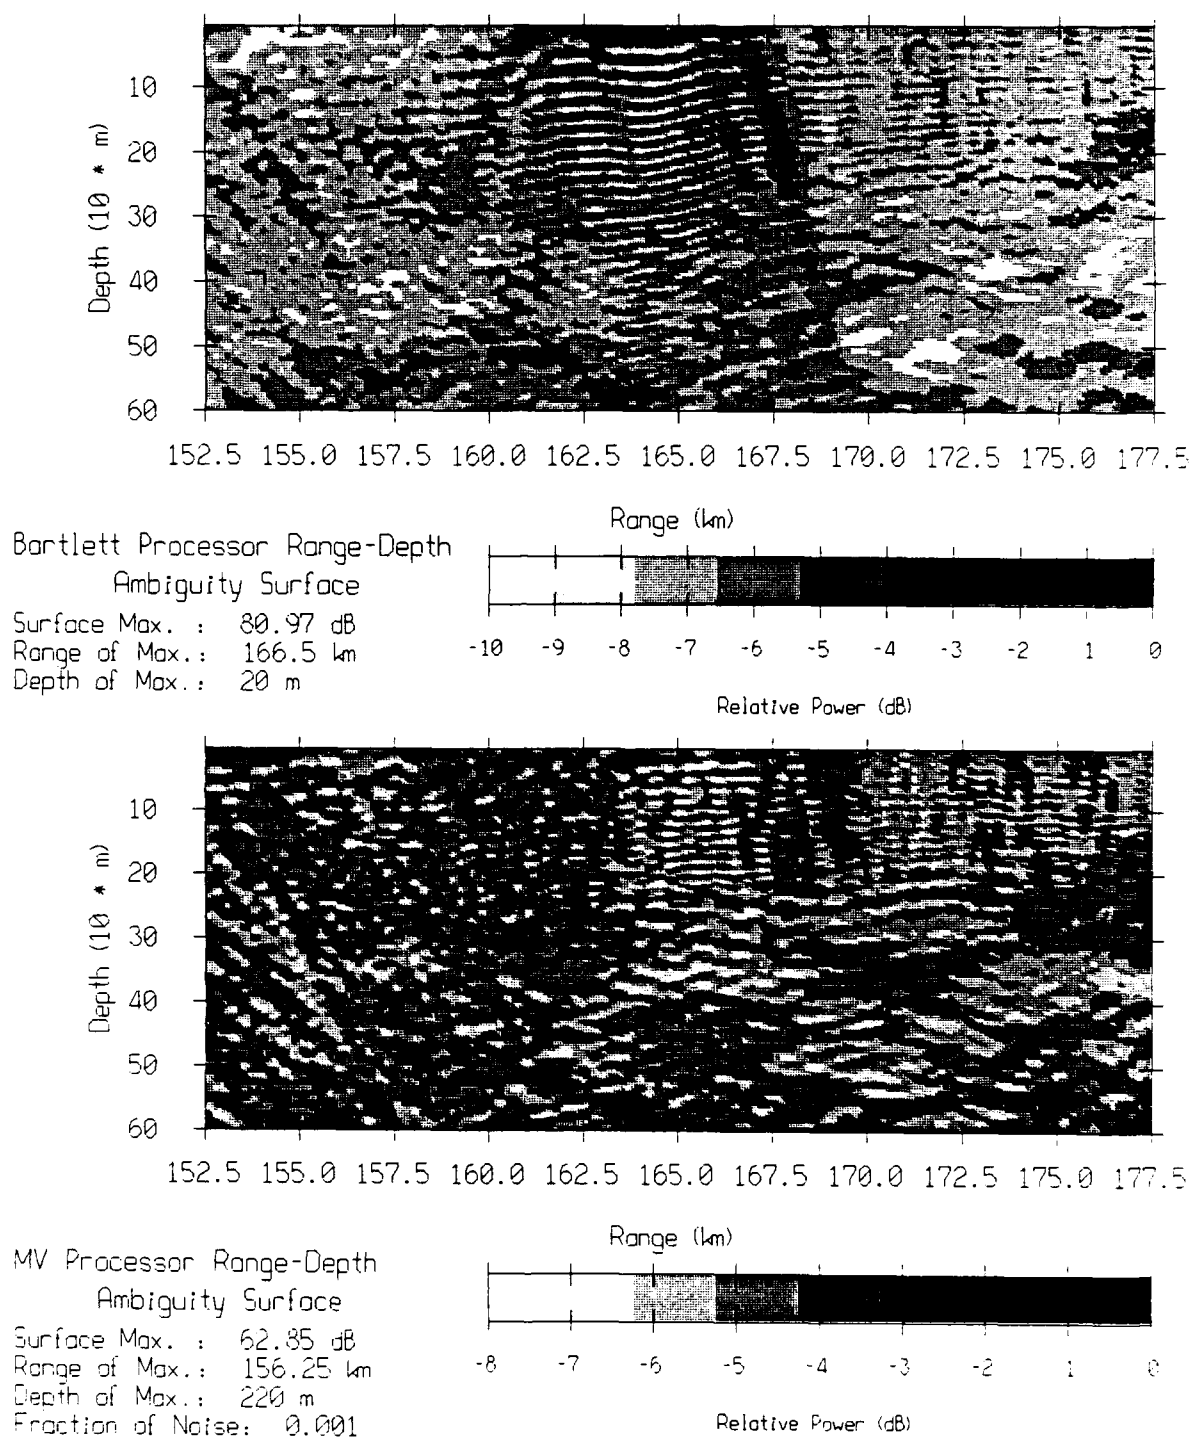 10
20
30
40
50
60
Depth (10 * m)
152.5 155.0 157.5 160.0 162.5 165.0 167.5 170.0 172.5 175.0 177.5
Range (km)
Bartlett Processor Range-Depth
Ambiguity Surface
Surface Max. : 80.97 dB
Range of Max.: 166.5 km
Depth of Max.: 20 m
-10 -9 -8 -7 -6 -5 -4 -3 -2 1 0
Relative Power (dB)
10
20
30
40
50
60
Depth (10 * m)
152.5 155.0 157.5 160.0 162.5 165.0 167.5 170.0 172.5 175.0 177.5
Range (km)
MV Processor Range-Depth
Ambiguity Surface
Surface Max. : 62.85 dB
Range of Max.: 156.25 km
Depth of Max.: 220 m
Fraction of Noise: 0.001
-8 -7 -6 -5 -4 -3 -2 1 0
Relative Power (dB)